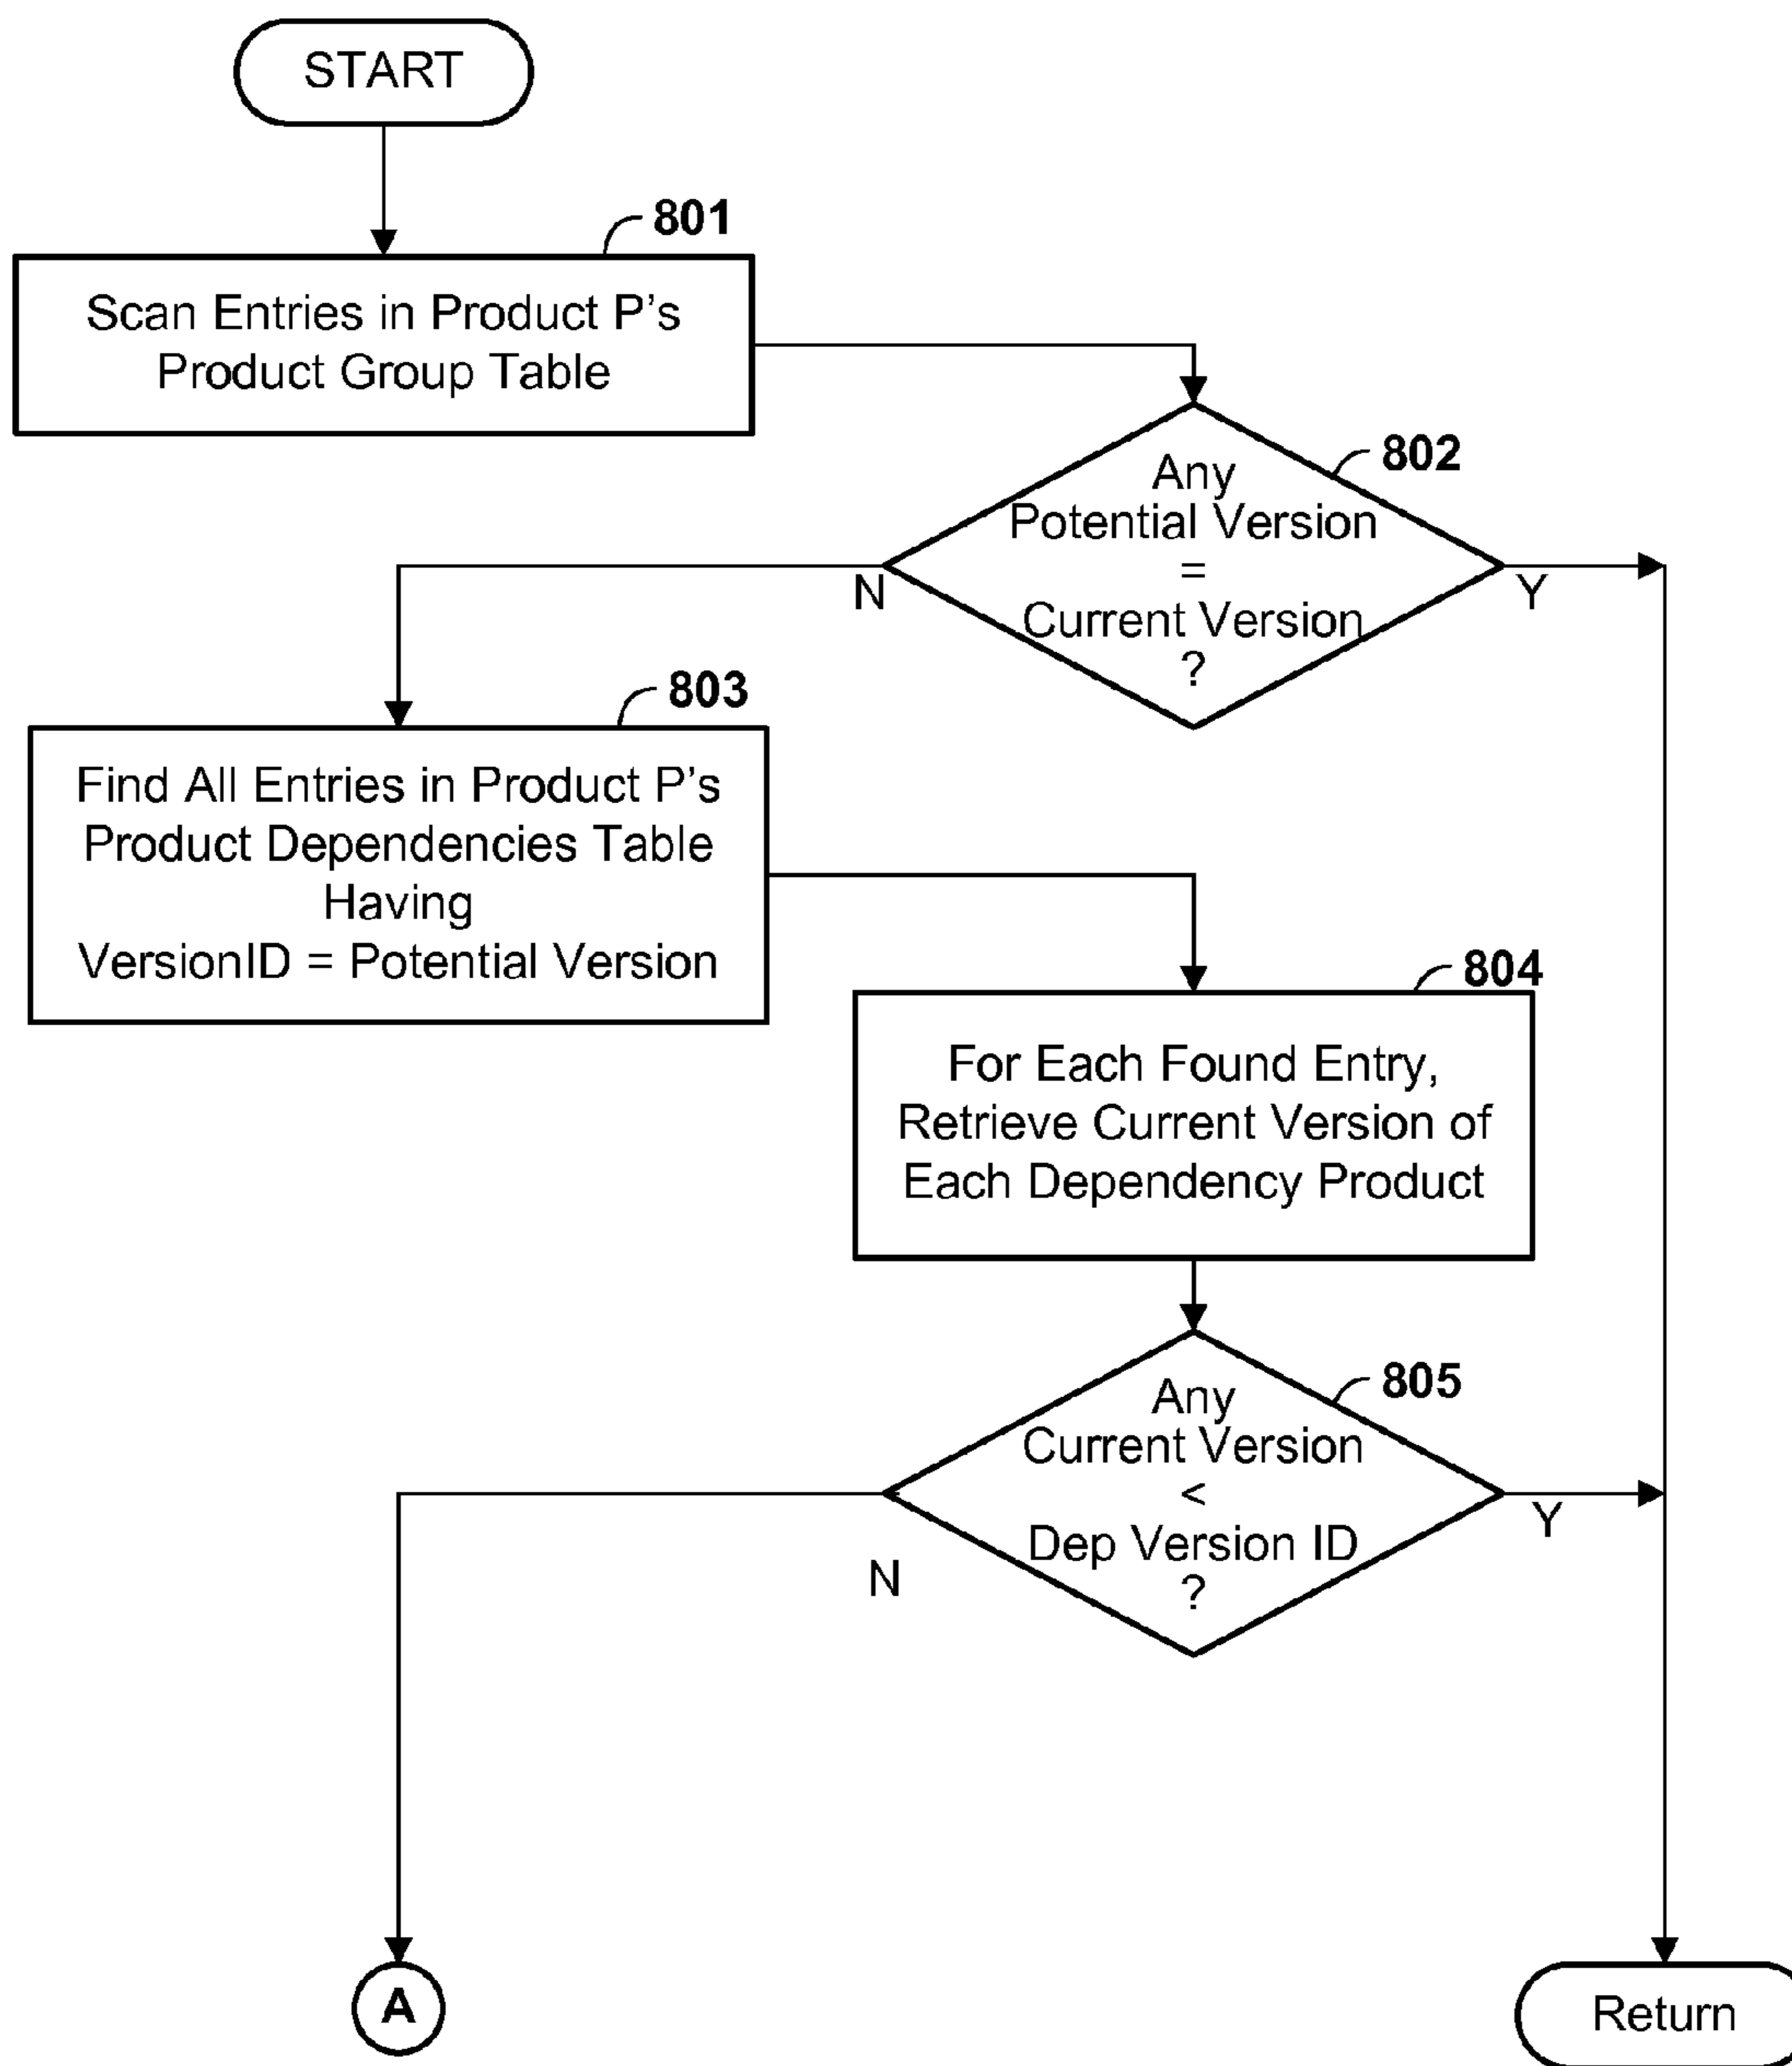 START
801
Scan Entries in Product P's
Product Group Table
802
Any
Potential Version
=
Current Version
?
N
Y
803
Find All Entries in Product P's
Product Dependencies Table
Having
VersionID = Potential Version
804
For Each Found Entry,
Retrieve Current Version of
Each Dependency Product
805
Any
Current Version
<
Dep Version ID
?
N
Y
A
Return